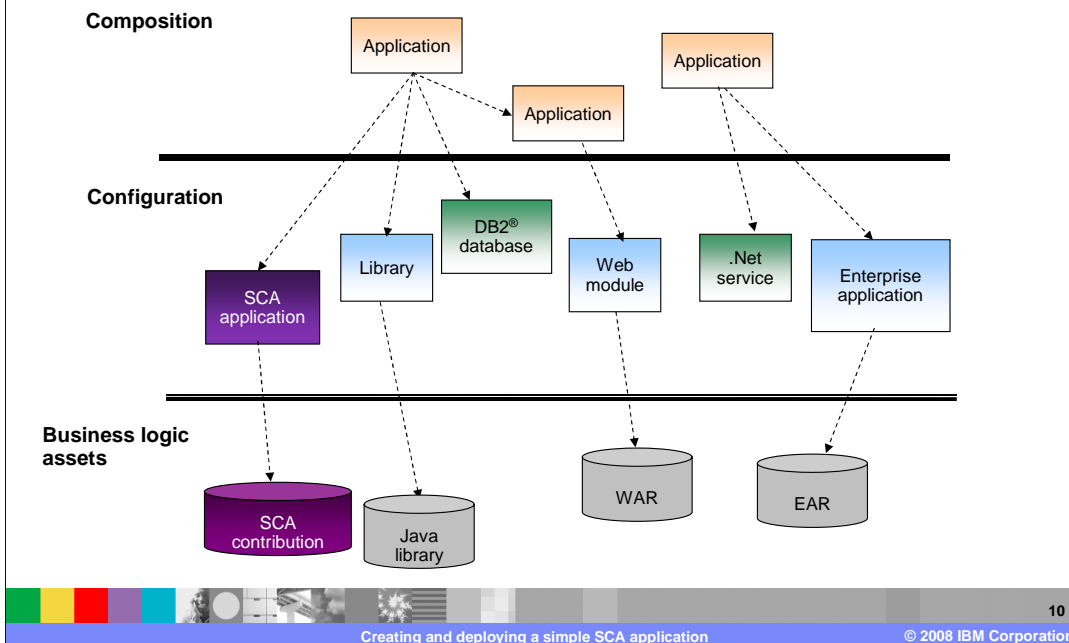 Composition
Application
Application
Application
Configuration
DB2®
database
Library
Web
module
.Net
service
Enterprise
application
SCA
application
Business logic
assets
SCA
contribution
Java
library
WAR
EAR
10
Creating and deploying a simple SCA application
© 2008 IBM Corporation